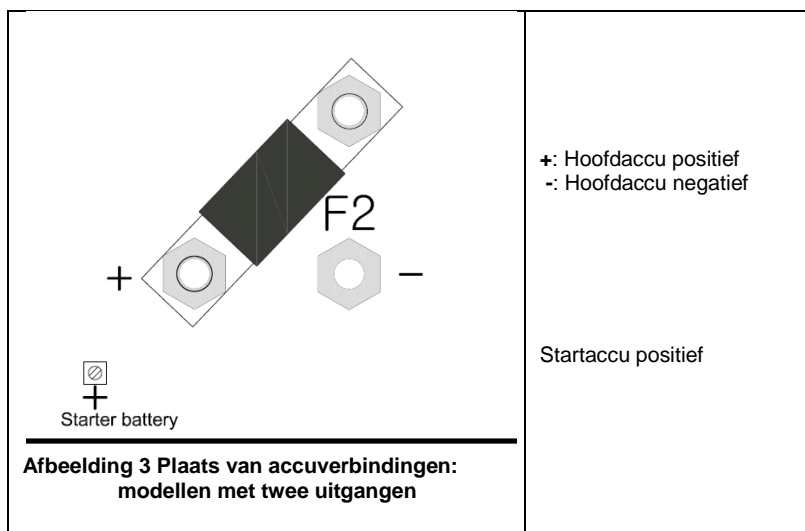 F2
+
-
+
Starter battery
Afbeelding 3 Plaats van accuverbindingen:
modellen met twee uitgangen
+: Hoofdaccu positief
-: Hoofdaccu negatief
Startaccu positief